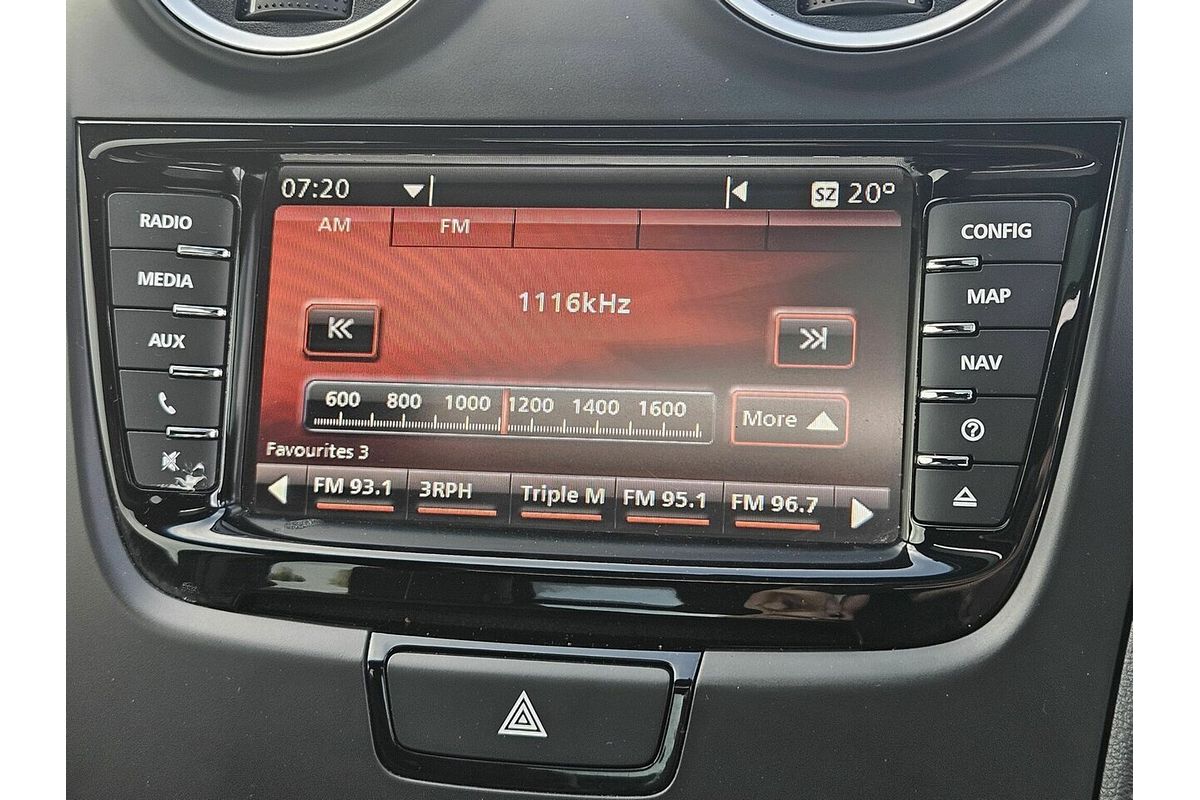 07:20
SZ 20°
AM FM
1116kHz
600 800 1000 1200 1400 1600
More
Favourites 3
FM 93.1 3RPH Triple M FM 95.1 FM 96.7
RADIO
MEDIA
AUX
CONFIG
MAP
NAV
?